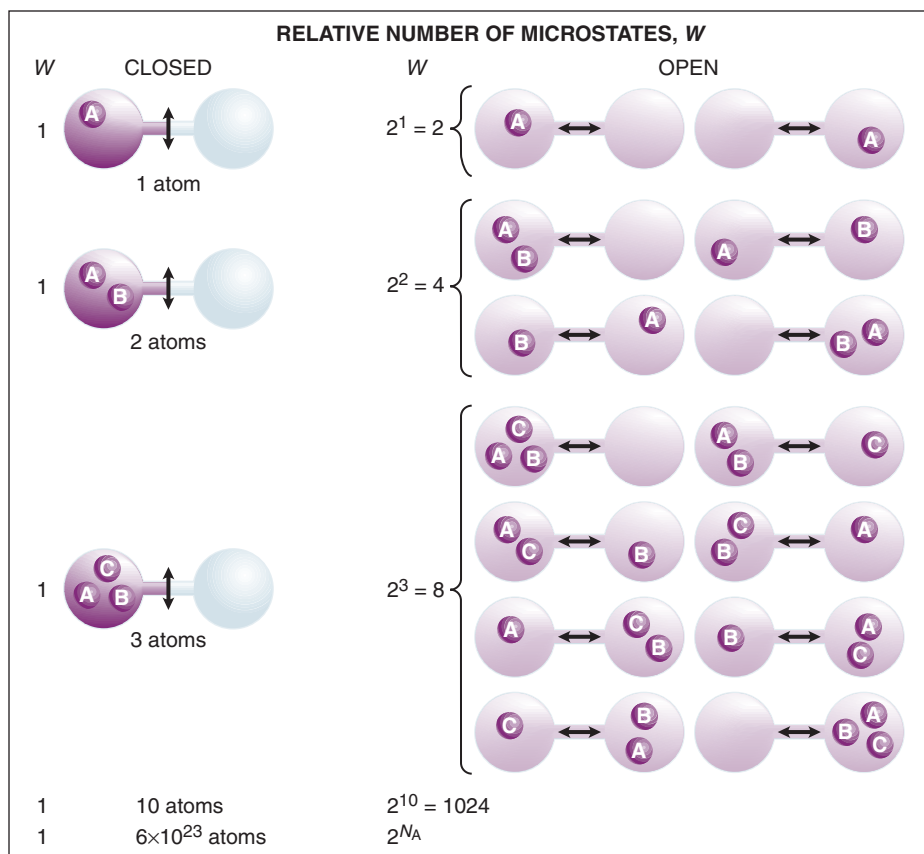 RELATIVE NUMBER OF MICROSTATES, W
W CLOSED W OPEN
A
1
1 atom
2¹ = 2
A
A
A
B
1
2 atoms
2² = 4
A
B
A
B
B
A
B
A
C
A
B
1
3 atoms
2³ = 8
C
A
B
A
B
C
A
C
B
C
B
A
A
C
B
B
A
C
C
B
A
A
B
C
1 10 atoms 2¹⁰ = 1024
1 6×10²³ atoms 2^{N_A}